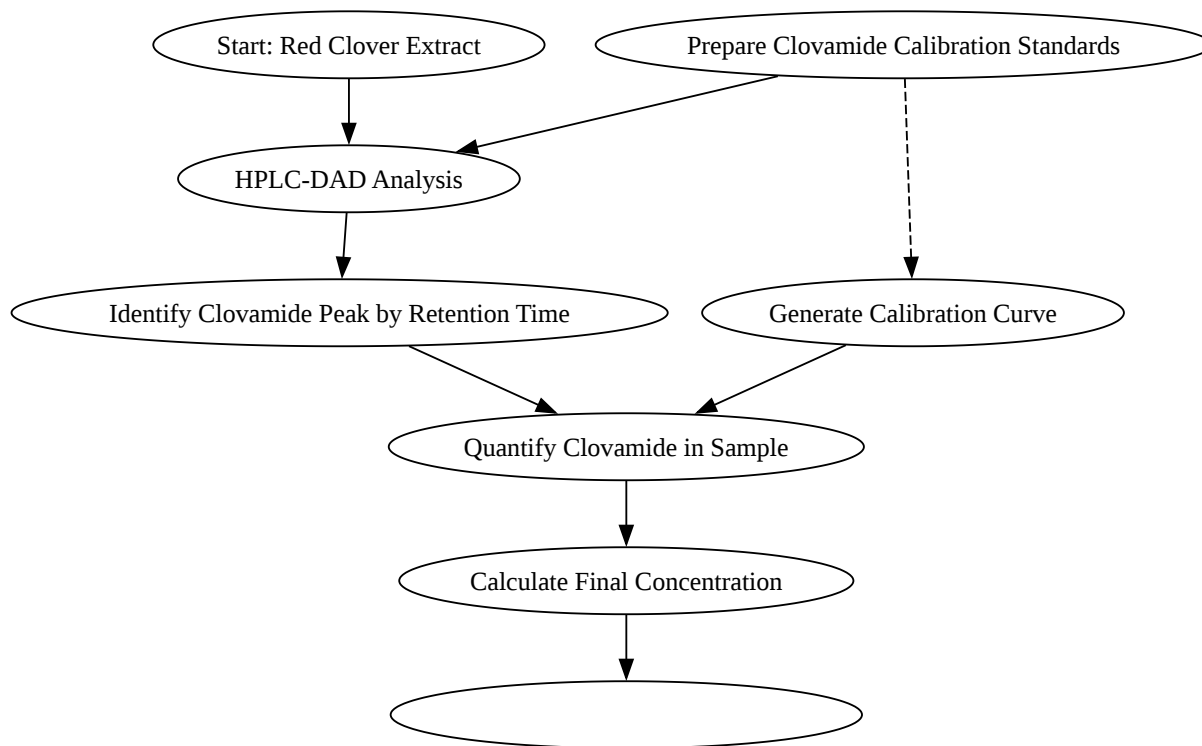 Start: Red Clover Extract
Prepare Clovamide Calibration Standards
HPLC-DAD Analysis
Identify Clovamide Peak by Retention Time
Generate Calibration Curve
Quantify Clovamide in Sample
Calculate Final Concentration